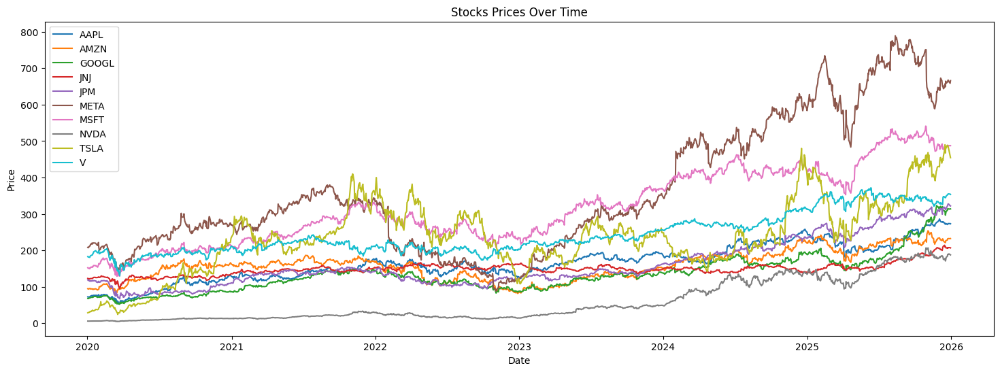 Stocks Prices Over Time
AAPL
AMZN
GOOGL
JNJ
JPM
META
MSFT
NVDA
TSLA
V
Price
800
700
600
500
400
300
200
100
0
2020 2021 2022 2023 2024 2025 2026
Date